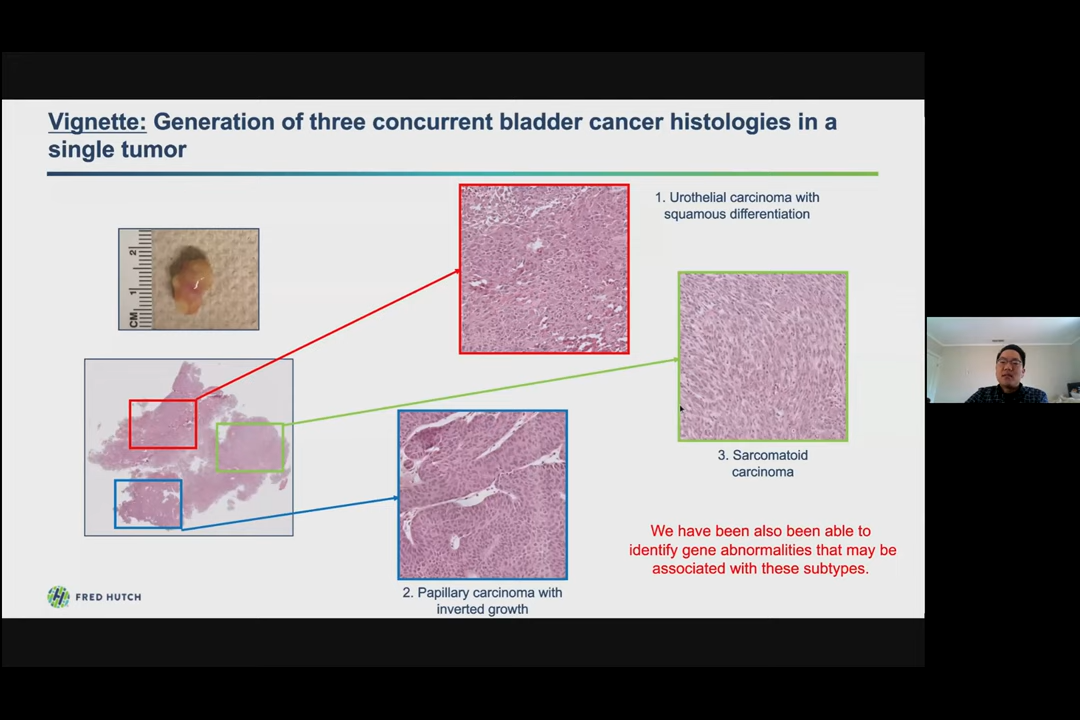 Vignette: Generation of three concurrent bladder cancer histologies in a
single tumor
1. Urothelial carcinoma with
squamous differentiation
2
1
CM
3. Sarcomatoid
carcinoma
We have been also been able to
identify gene abnormalities that may be
associated with these subtypes.
2. Papillary carcinoma with
inverted growth
FRED HUTCH